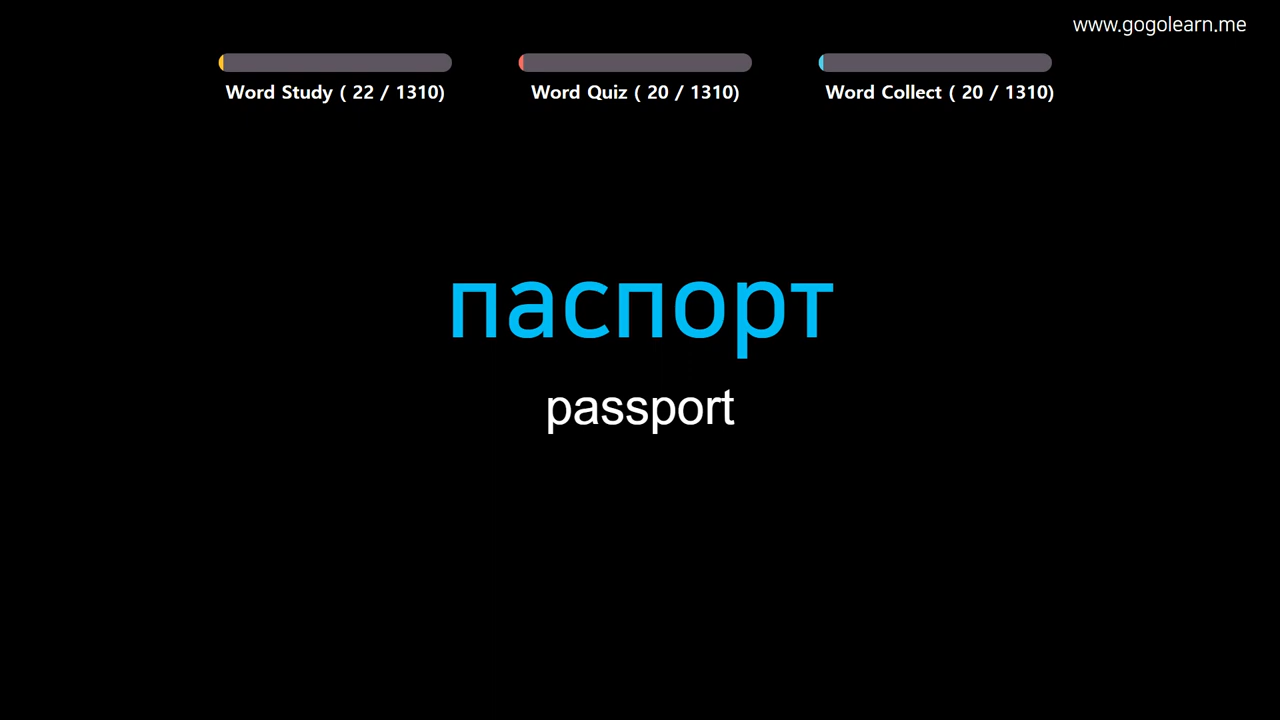 www.gogolearn.me
Word Study ( 22 / 1310)
Word Quiz ( 20 / 1310)
Word Collect ( 20 / 1310)
паспорт
passport